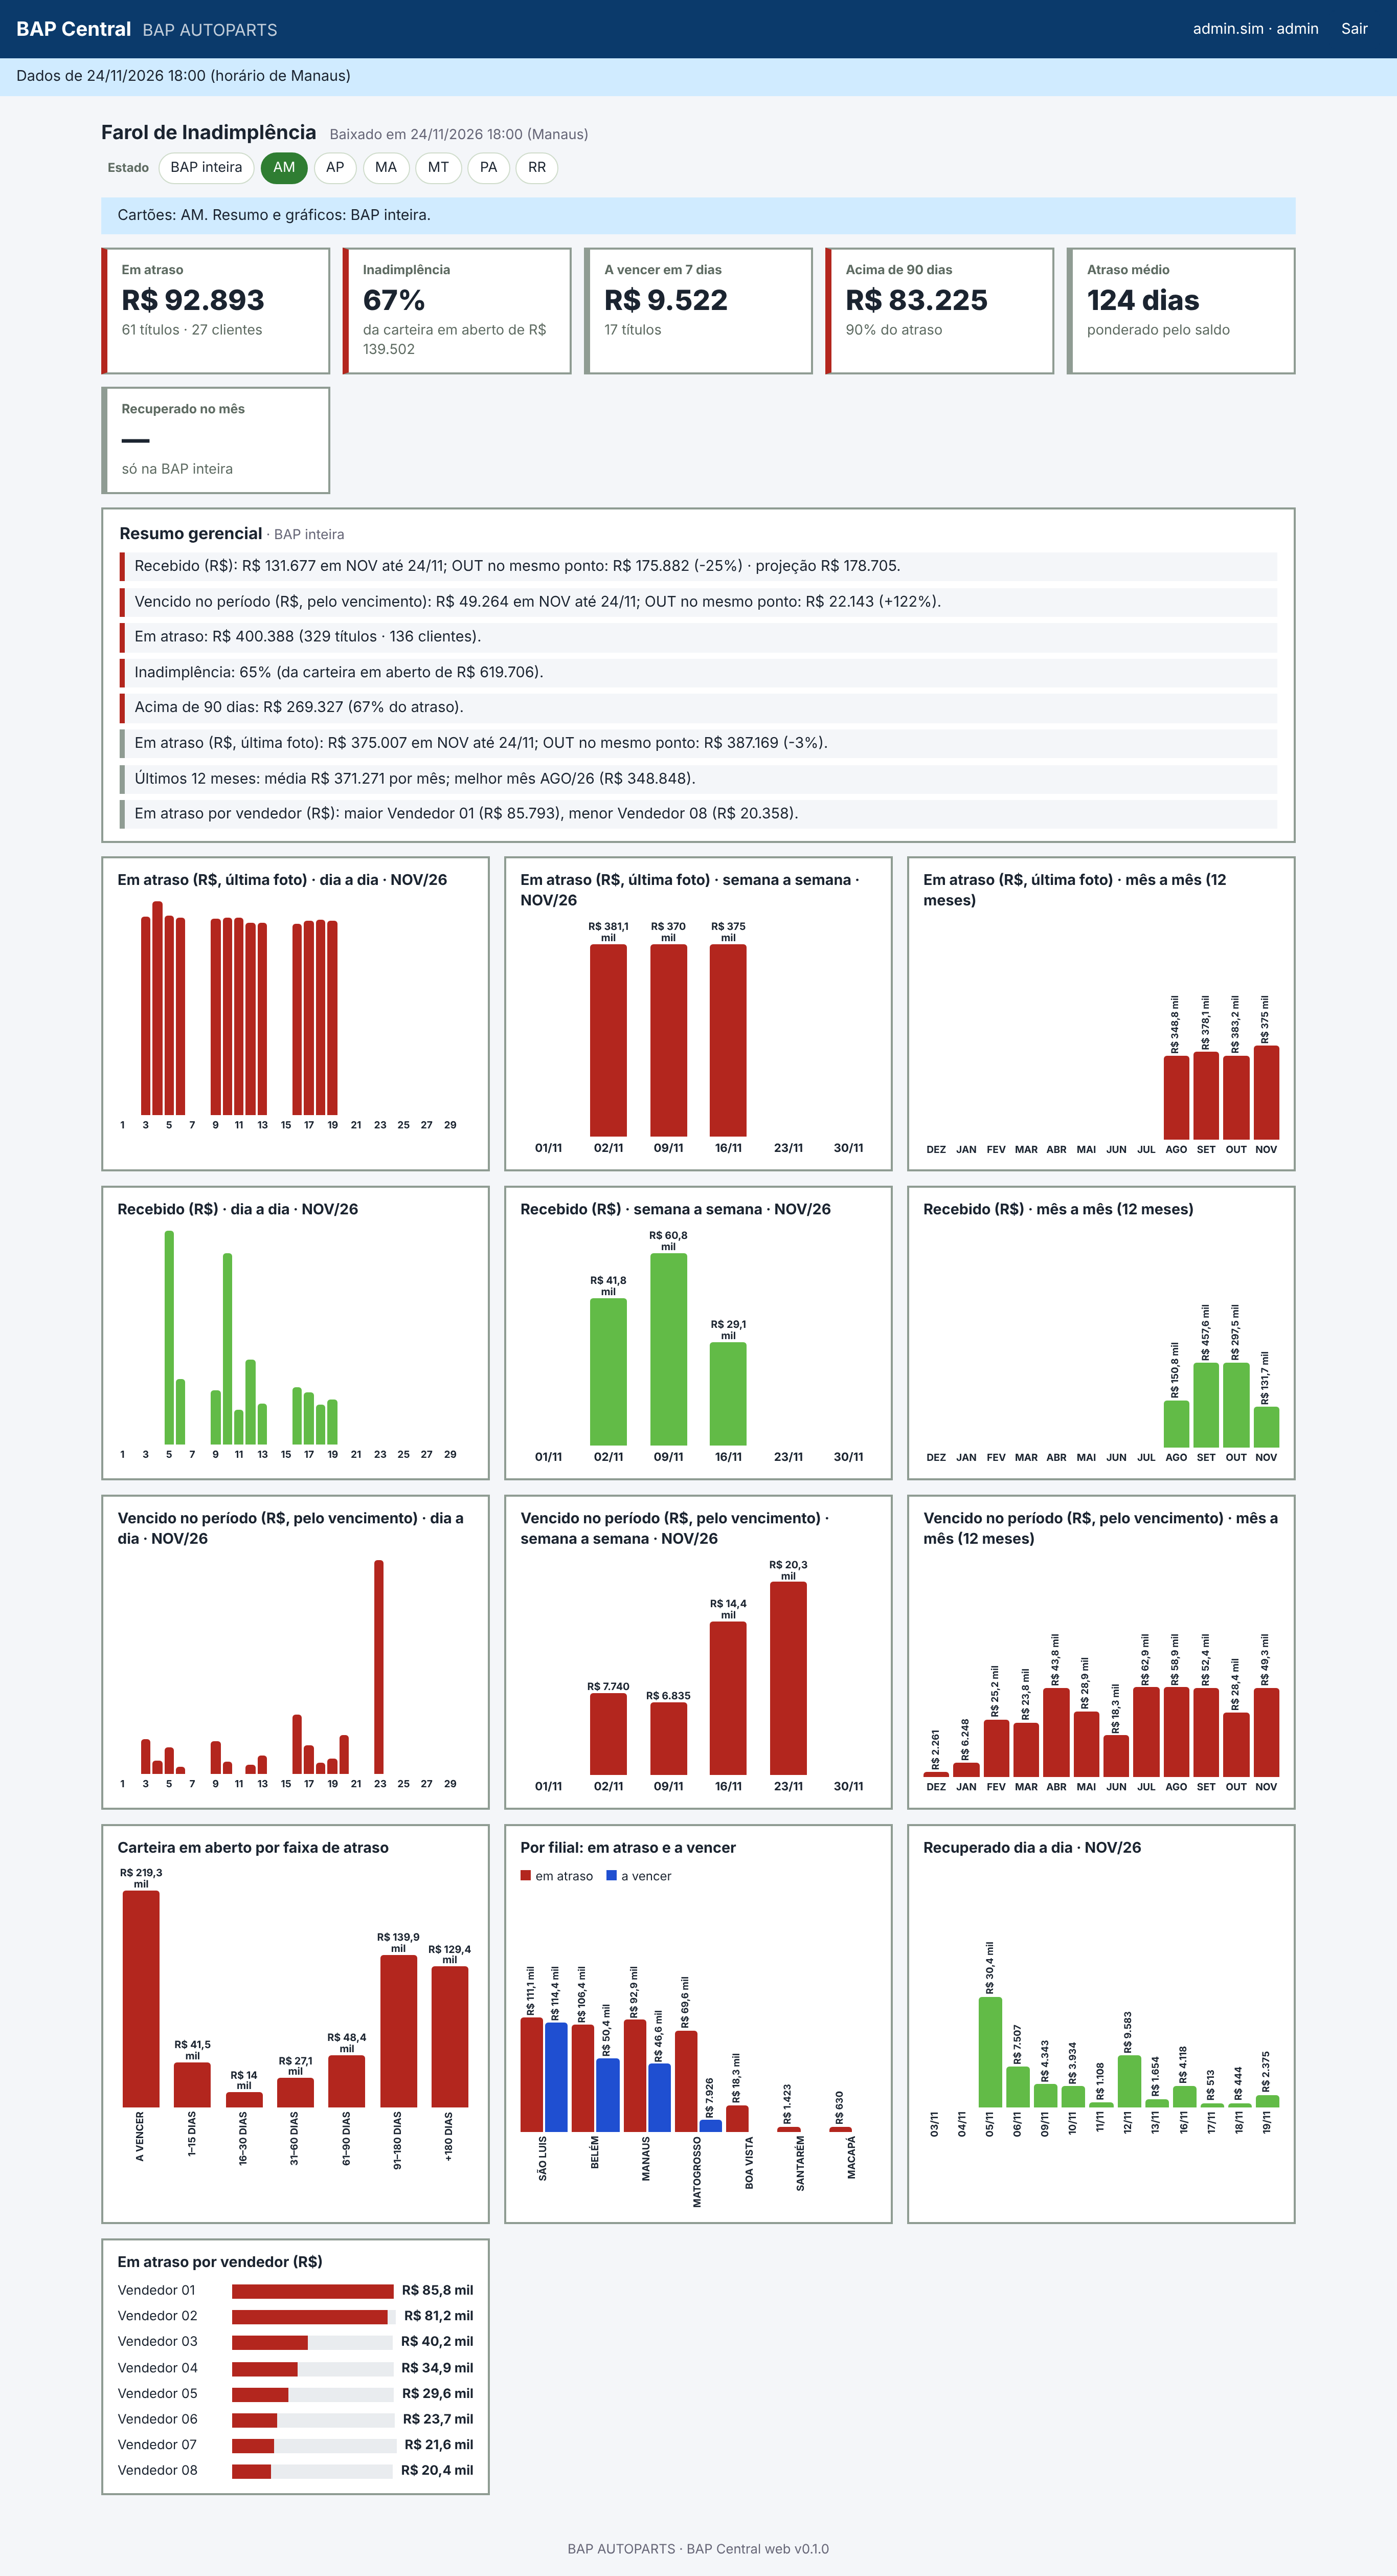 BAP Central BAP AUTOPARTS
admin.sim · admin Sair
Dados de 24/11/2026 18:00 (horário de Manaus)
Farol de Inadimplência Baixado em 24/11/2026 18:00 (Manaus)
Estado BAP inteira AM AP MA MT PA RR
Cartões: AM. Resumo e gráficos: BAP inteira.
Em atraso
R$ 92.893
61 títulos · 27 clientes
Inadimplência
67%
da carteira em aberto de R$
139.502
A vencer em 7 dias
R$ 9.522
17 títulos
Acima de 90 dias
R$ 83.225
90% do atraso
Atraso médio
124 dias
ponderado pelo saldo
Recuperado no mês
—
só na BAP inteira
Resumo gerencial · BAP inteira
Recebido (R$): R$ 131.677 em NOV até 24/11; OUT no mesmo ponto: R$ 175.882 (-25%) · projeção R$ 178.705.
Vencido no período (R$, pelo vencimento): R$ 49.264 em NOV até 24/11; OUT no mesmo ponto: R$ 22.143 (+122%).
Em atraso: R$ 400.388 (329 títulos · 136 clientes).
Inadimplência: 65% (da carteira em aberto de R$ 619.706).
Acima de 90 dias: R$ 269.327 (67% do atraso).
Em atraso (R$, última foto): R$ 375.007 em NOV até 24/11; OUT no mesmo ponto: R$ 387.169 (-3%).
Últimos 12 meses: média R$ 371.271 por mês; melhor mês AGO/26 (R$ 348.848).
Em atraso por vendedor (R$): maior Vendedor 01 (R$ 85.793), menor Vendedor 08 (R$ 20.358).
Em atraso (R$, última foto) · dia a dia · NOV/26
1 3 5 7 9 11 13 15 17 19 21 23 25 27 29
Em atraso (R$, última foto) · semana a semana ·
NOV/26
R$ 381,1 mil R$ 370 mil R$ 375 mil
01/11 02/11 09/11 16/11 23/11 30/11
Em atraso (R$, última foto) · mês a mês (12
meses)
R$ 348,8 mil R$ 378,1 mil R$ 383,2 mil R$ 375 mil
DEZ JAN FEV MAR ABR MAI JUN JUL AGO SET OUT NOV
Recebido (R$) · dia a dia · NOV/26
1 3 5 7 9 11 13 15 17 19 21 23 25 27 29
Recebido (R$) · semana a semana · NOV/26
R$ 41,8 mil R$ 60,8 mil R$ 29,1 mil
01/11 02/11 09/11 16/11 23/11 30/11
Recebido (R$) · mês a mês (12 meses)
R$ 150,8 mil R$ 457,6 mil R$ 297,5 mil R$ 131,7 mil
DEZ JAN FEV MAR ABR MAI JUN JUL AGO SET OUT NOV
Vencido no período (R$, pelo vencimento) · dia a
dia · NOV/26
1 3 5 7 9 11 13 15 17 19 21 23 25 27 29
Vencido no período (R$, pelo vencimento) ·
semana a semana · NOV/26
R$ 7.740 R$ 6.835 R$ 14,4 mil R$ 20,3 mil
01/11 02/11 09/11 16/11 23/11 30/11
Vencido no período (R$, pelo vencimento) · mês a
mês (12 meses)
R$ 2.261 R$ 6.248 R$ 25,2 mil R$ 23,8 mil R$ 43,8 mil R$ 28,9 mil R$ 18,3 mil R$ 62,9 mil R$ 58,9 mil R$ 52,4 mil R$ 28,4 mil R$ 49,3 mil
DEZ JAN FEV MAR ABR MAI JUN JUL AGO SET OUT NOV
Carteira em aberto por faixa de atraso
R$ 219,3 mil R$ 41,5 mil R$ 14 mil R$ 27,1 mil R$ 48,4 mil R$ 139,9 mil R$ 129,4 mil
A VENCER 1–15 DIAS 16–30 DIAS 31–60 DIAS 61–90 DIAS 91–180 DIAS +180 DIAS
Por filial: em atraso e a vencer
em atraso a vencer
R$ 111,1 mil R$ 114,4 mil R$ 106,4 mil R$ 50,4 mil R$ 92,9 mil R$ 46,6 mil R$ 69,6 mil R$ 7.926 R$ 18,3 mil R$ 1.423 R$ 630
SÃO LUIS BELÉM MANAUS MATOGROSSO BOA VISTA SANTARÉM MACAPÁ
Recuperado dia a dia · NOV/26
R$ 30,4 mil R$ 7.507 R$ 4.343 R$ 3.934 R$ 1.108 R$ 9.583 R$ 1.654 R$ 4.118 R$ 513 R$ 444 R$ 2.375
03/11 04/11 05/11 06/11 09/11 10/11 11/11 12/11 13/11 16/11 17/11 18/11 19/11
Em atraso por vendedor (R$)
Vendedor 01 R$ 85,8 mil
Vendedor 02 R$ 81,2 mil
Vendedor 03 R$ 40,2 mil
Vendedor 04 R$ 34,9 mil
Vendedor 05 R$ 29,6 mil
Vendedor 06 R$ 23,7 mil
Vendedor 07 R$ 21,6 mil
Vendedor 08 R$ 20,4 mil
BAP AUTOPARTS · BAP Central web v0.1.0